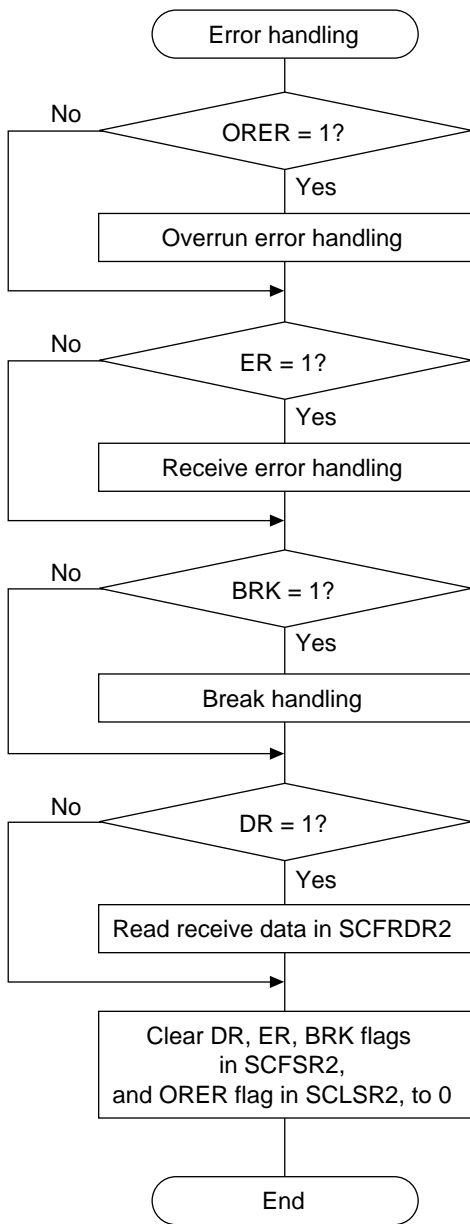 Error handling
No
ORER = 1?
Yes
Overrun error handling
No
ER = 1?
Yes
Receive error handling
No
BRK = 1?
Yes
Break handling
No
DR = 1?
Yes
Read receive data in SCFRDR2
Clear DR, ER, BRK flags
in SCFSR2,
and ORER flag in SCLSR2, to 0
End